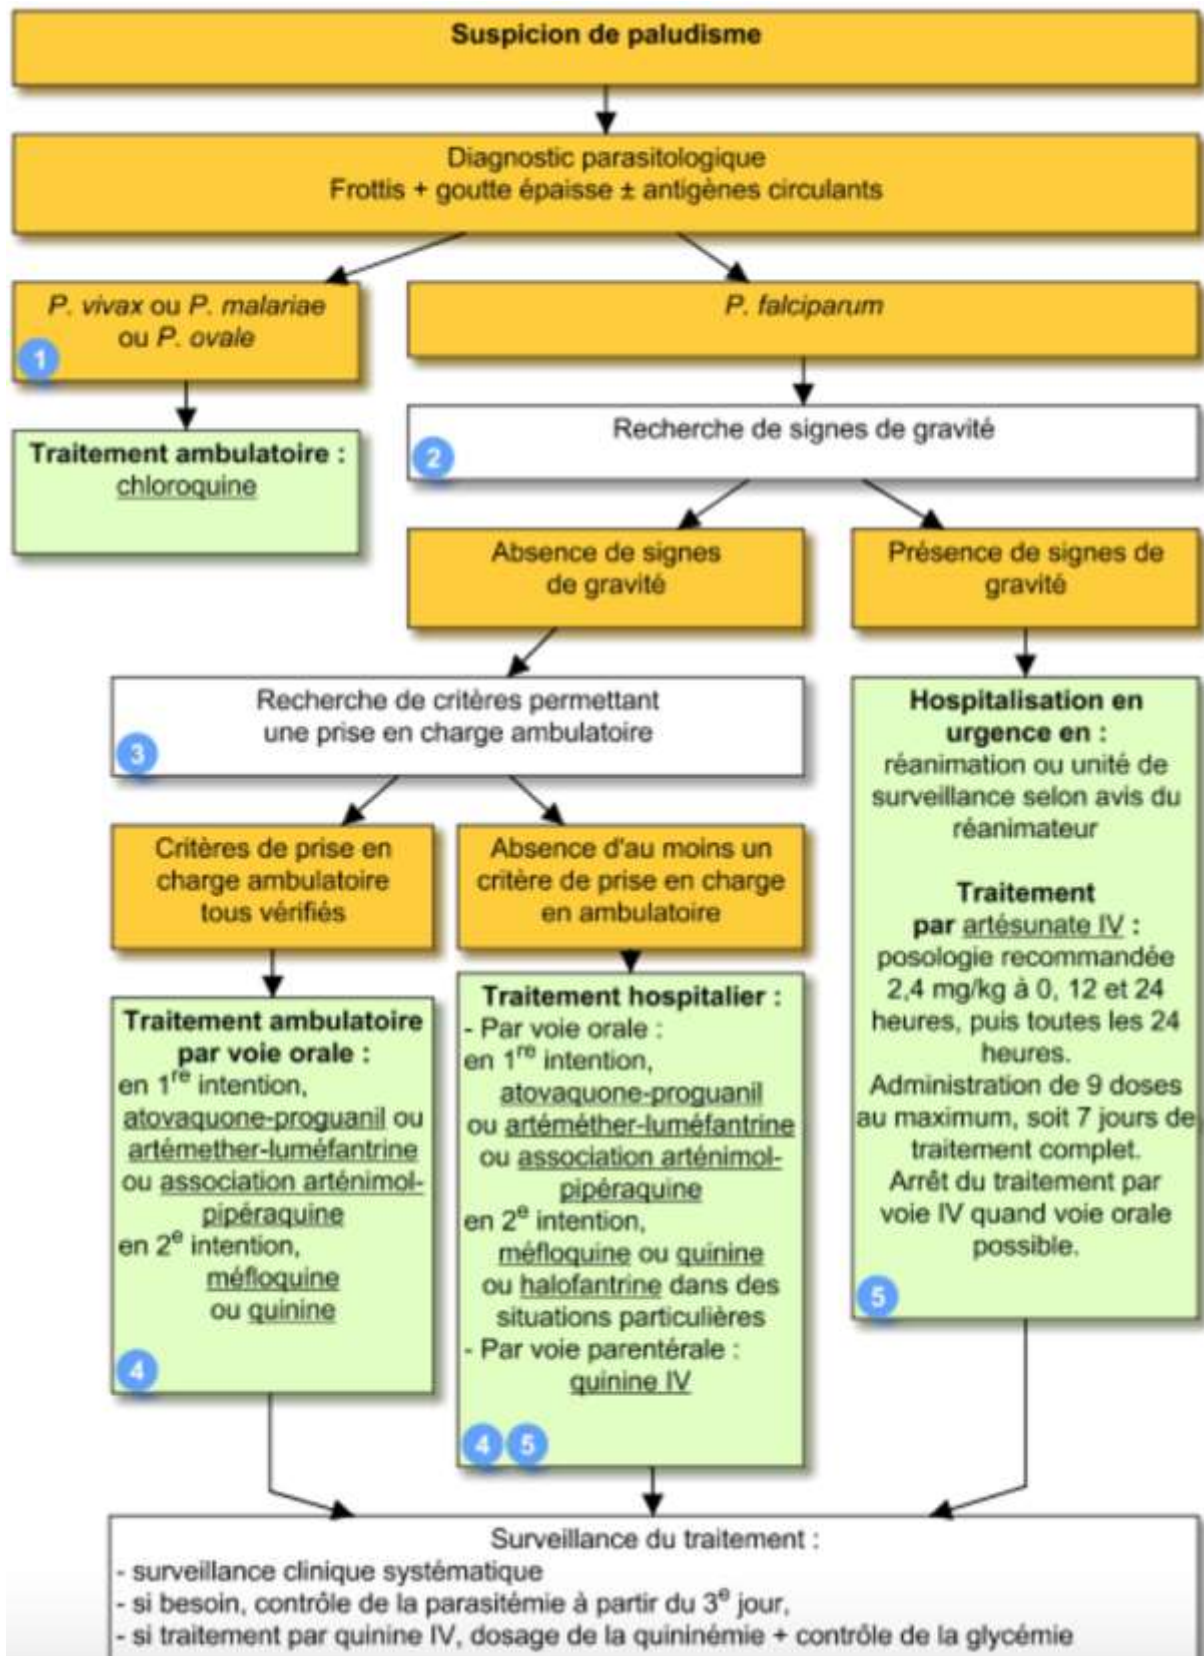 Suspicion de paludisme
Diagnostic parasitologique
Frottis + goutte épaisse ± antigènes circulants
P. vivax ou P. malariae
ou P. ovale
1
P. falciparum
Traitement ambulatoire :
chloroquine
Recherche de signes de gravité
2
Absence de signes
de gravité
Présence de signes de
gravité
Recherche de critères permettant
une prise en charge ambulatoire
3
Critères de prise en
charge ambulatoire
tous vérifiés
Absence d'au moins un
critère de prise en charge
en ambulatoire
Traitement ambulatoire
par voie orale :
en 1re intention,
atovaquone-proguanil ou
artémether-luméfantrine
ou association arténimol-
pipéraquine
en 2e intention,
méfloquine
ou quinine
4
Traitement hospitalier :
- Par voie orale :
en 1re intention,
atovaquone-proguanil
ou artéméther-luméfantrine
ou association arténimol-
pipéraquine
en 2e intention,
méfloquine ou quinine
ou halofantrine dans des
situations particulières
- Par voie parentérale :
quinine IV
4 5
Hospitalisation en
urgence en :
réanimation ou unité de
surveillance selon avis du
réanimateur
Traitement
par artésunate IV :
posologie recommandée
2,4 mg/kg à 0, 12 et 24
heures, puis toutes les 24
heures.
Administration de 9 doses
au maximum, soit 7 jours de
traitement complet.
Arrêt du traitement par
voie IV quand voie orale
possible.
5
Surveillance du traitement :
- surveillance clinique systématique
- si besoin, contrôle de la parasitémie à partir du 3e jour,
- si traitement par quinine IV, dosage de la quininémie + contrôle de la glycémie